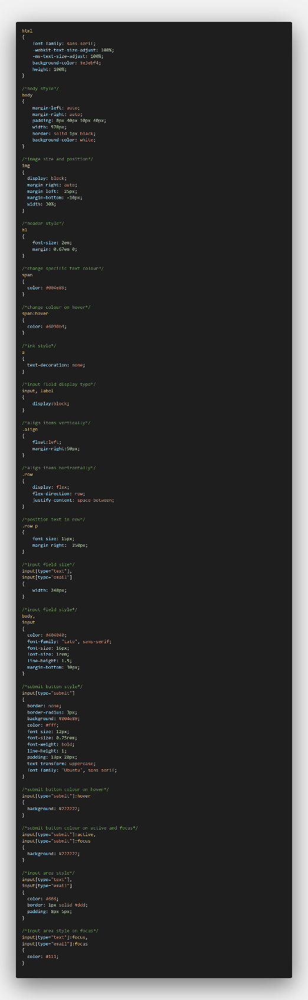 html
{
    font-family: sans-serif;
    -webkit-text-size-adjust: 100%;
    -ms-text-size-adjust: 100%;
    background-color: #e3ebf4;
    height: 100%;
}

/*body style*/
body
{
    margin-left: auto;
    margin-right: auto;
    padding: 0px 40px 10px 40px;
    width: 570px;
    border: solid 1px black;
    background-color: white;
}

/*image size and position*/
img
{
  display: block;
  margin-right: auto;
  margin-left:  25px;
  margin-bottom: -10px;
  width: 30%;
}

/*header style*/
h1
{
    font-size: 2em;
    margin: 0.67em 0;
}

/*change specific text colour*/
span
{
  color: #004e89;
}

/*change colour on hover*/
span:hover
{
  color: #6090b4;
}

/*ink style*/
a
{
  text-decoration: none;
}

/*input field display type*/
input, label
{
    display:block;
}

/*align items vertically*/
.align
{
    float:left;
    margin-right:50px;
}

/*align items horizontally*/
.row
{
    display: flex;
    flex-direction: row;
    justify-content: space-between;
}

/*position text in row*/
.row p
{
    font-size: 15px;
    margin-right:  250px;
}

/*input field size*/
input[type="text"],
input[type="email"]
{
    width: 240px;
}

/*input field style*/
body,
input
{
  color: #404040;
  font-family: "Lato", sans-serif;
  font-size: 16px;
  font-size: 1rem;
  line-height: 1.5;
  margin-bottom: 30px;
}

/*submit button style*/
input[type="submit"]
{
  border: none;
  border-radius: 3px;
  background: #004e89;
  color: #fff;
  font-size: 12px;
  font-size: 0.75rem;
  font-weight: bold;
  line-height: 1;
  padding: 13px 20px;
  text-transform: uppercase;
  font-family: "Ubuntu", sans-serif;
}

/*submit button colour on hover*/
input[type="submit"]:hover
{
  background: #222222;
}

/*submit button colour on active and focus*/
input[type="submit"]:active,
input[type="submit"]:focus
{
  background: #222222;
}

/*input area style*/
input[type="text"],
input[type="email"]
{
  color: #666;
  border: 1px solid #ddd;
  padding: 8px 5px;
}

/*input area style on focus*/
input[type="text"]:focus,
input[type="email"]:focus
{
  color: #111;
}